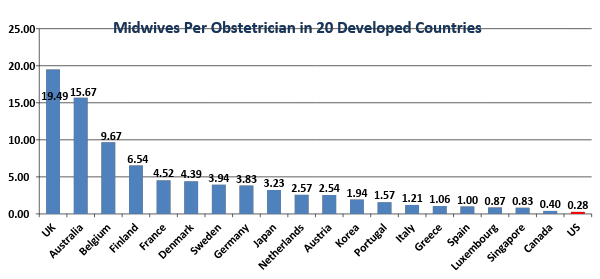 Midwives Per Obstetrician in 20 Developed Countries
25.00
20.00
15.00
10.00
5.00
0.00
19.49
15.67
9.67
6.54
4.52
4.39
3.94
3.83
3.23
2.57
2.54
1.94
1.57
1.21
1.06
1.00
0.87
0.83
0.40
0.28
UK
Australia
Belgium
Finland
France
Denmark
Sweden
Germany
Japan
Netherlands
Austria
Korea
Portugal
Italy
Greece
Spain
Luxembourg
Singapore
Canada
US